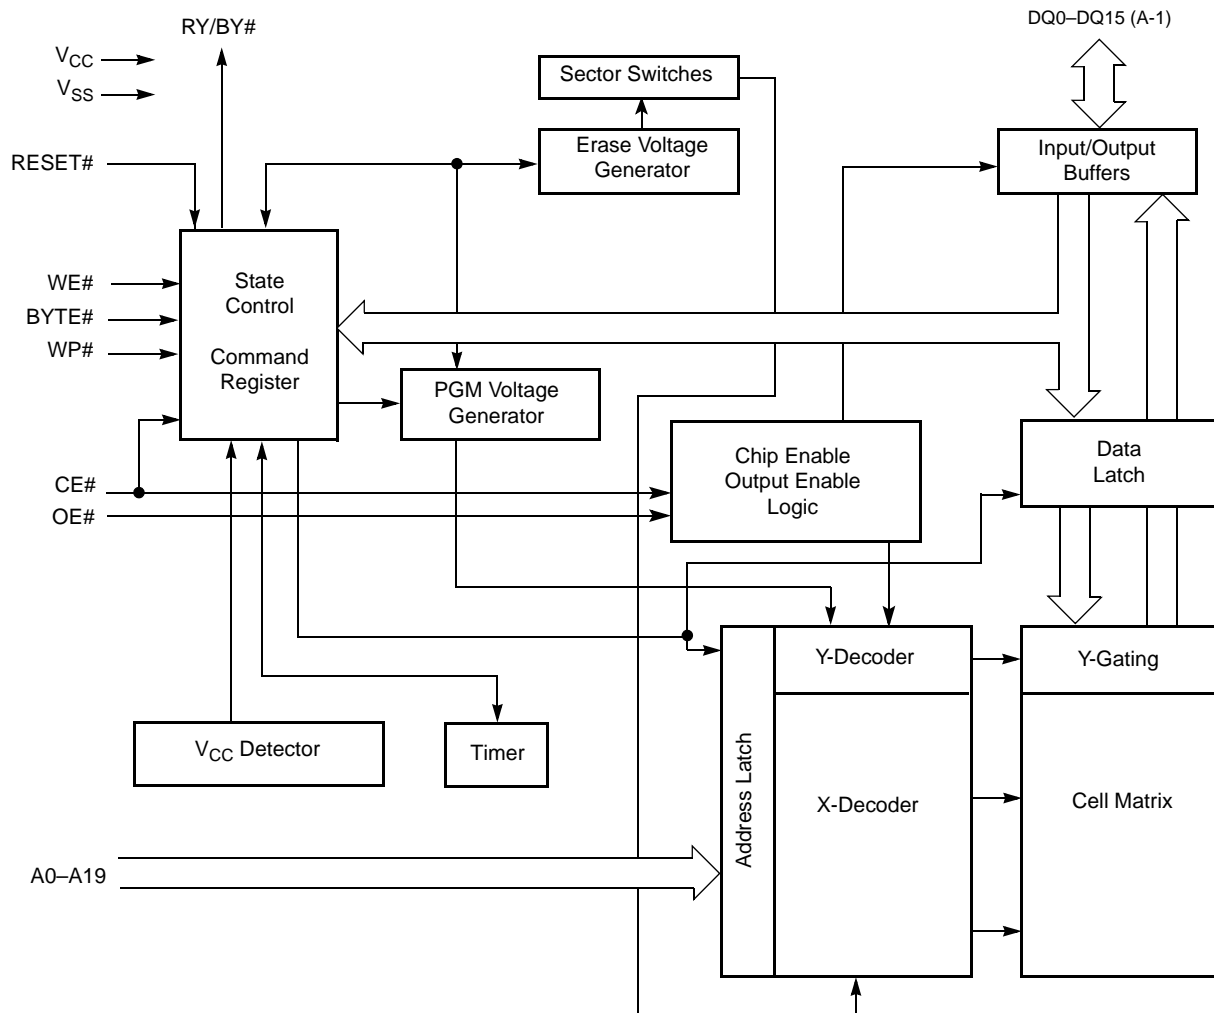 RY/BY#
DQ0–DQ15 (A-1)
VCC
VSS
Sector Switches
Erase Voltage
Generator
Input/Output
Buffers
RESET#
WE#
BYTE#
WP#
State
Control
Command
Register
PGM Voltage
Generator
Chip Enable
Output Enable
Logic
Data
Latch
CE#
OE#
Y-Decoder
Y-Gating
VCC Detector
Timer
Address Latch
X-Decoder
Cell Matrix
A0–A19